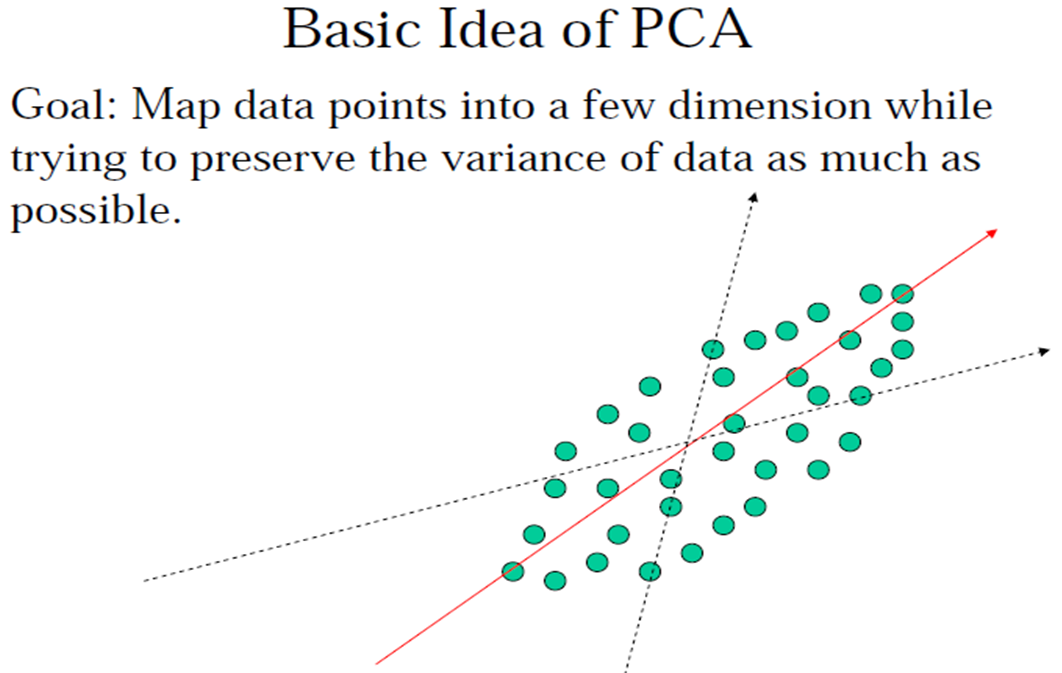 Basic Idea of PCA
Goal: Map data points into a few dimension while
trying to preserve the variance of data as much as
possible.